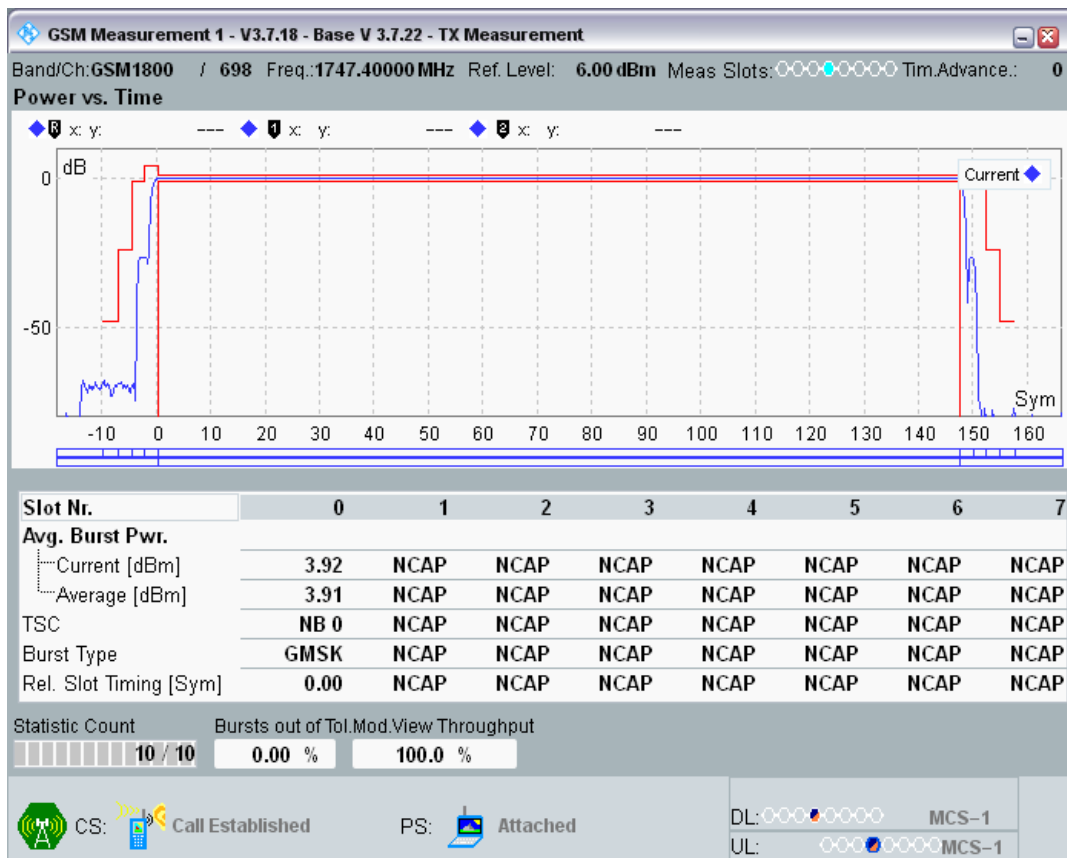 GSM Measurement 1 - V3.7.18 - Base V 3.7.22 - TX Measurement
Band/Ch:GSM1800 / 698 Freq.:1747.40000 MHz Ref. Level: 6.00 dBm Meas Slots: Tim.Advance.: 0
Power vs. Time
R x: y: --- 1 x: y: --- 2 x: y: ---
dB
0
Current
-50
Sym
-10 0 10 20 30 40 50 60 70 80 90 100 110 120 130 140 150 160
Slot Nr. 0 1 2 3 4 5 6 7
Avg. Burst Pwr.
Current [dBm] 3.92 NCAP NCAP NCAP NCAP NCAP NCAP NCAP
Average [dBm] 3.91 NCAP NCAP NCAP NCAP NCAP NCAP NCAP
TSC NB 0 NCAP NCAP NCAP NCAP NCAP NCAP NCAP
Burst Type GMSK NCAP NCAP NCAP NCAP NCAP NCAP NCAP
Rel. Slot Timing [Sym] 0.00 NCAP NCAP NCAP NCAP NCAP NCAP NCAP
Statistic Count Bursts out of Tol.Mod.View Throughput
10 / 10 0.00 % 100.0 %
CS: Call Established PS: Attached
DL: MCS-1
UL: MCS-1